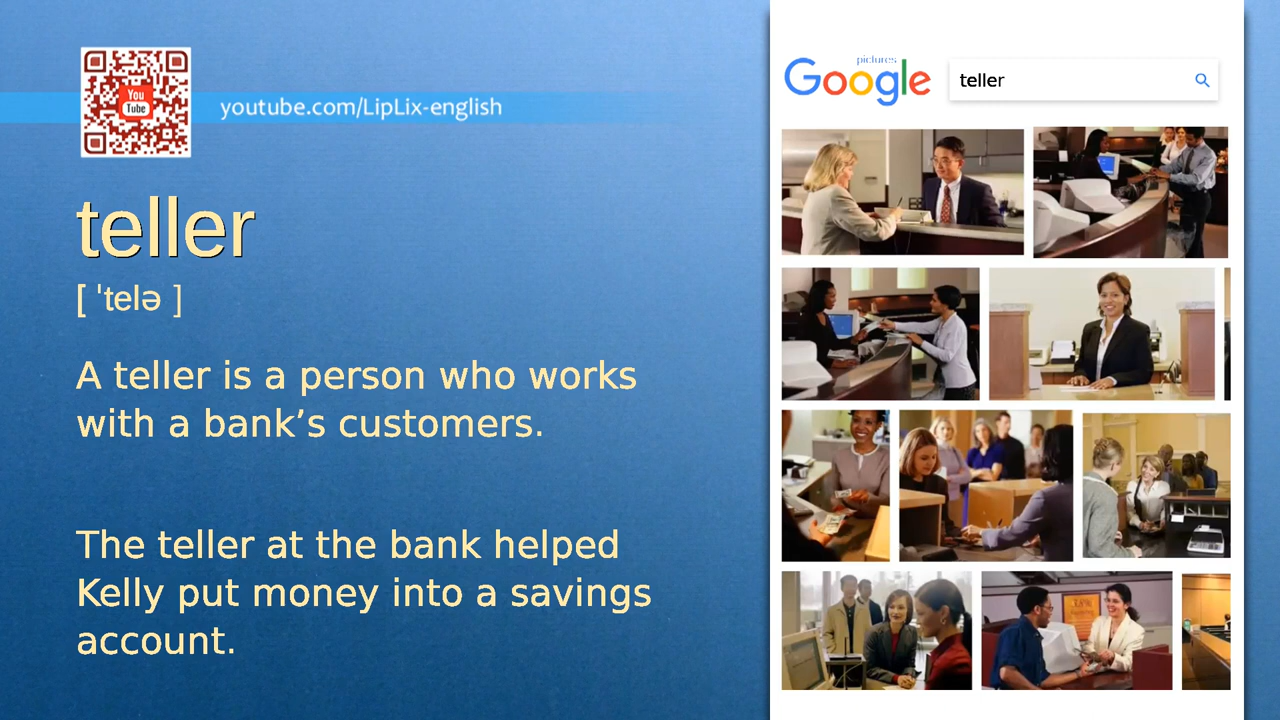 You
Tube
youtube.com/LipLix-english
teller
[ ˈtelə ]
A teller is a person who works
with a bank’s customers.
The teller at the bank helped
Kelly put money into a savings
account.
pictures
Google
teller